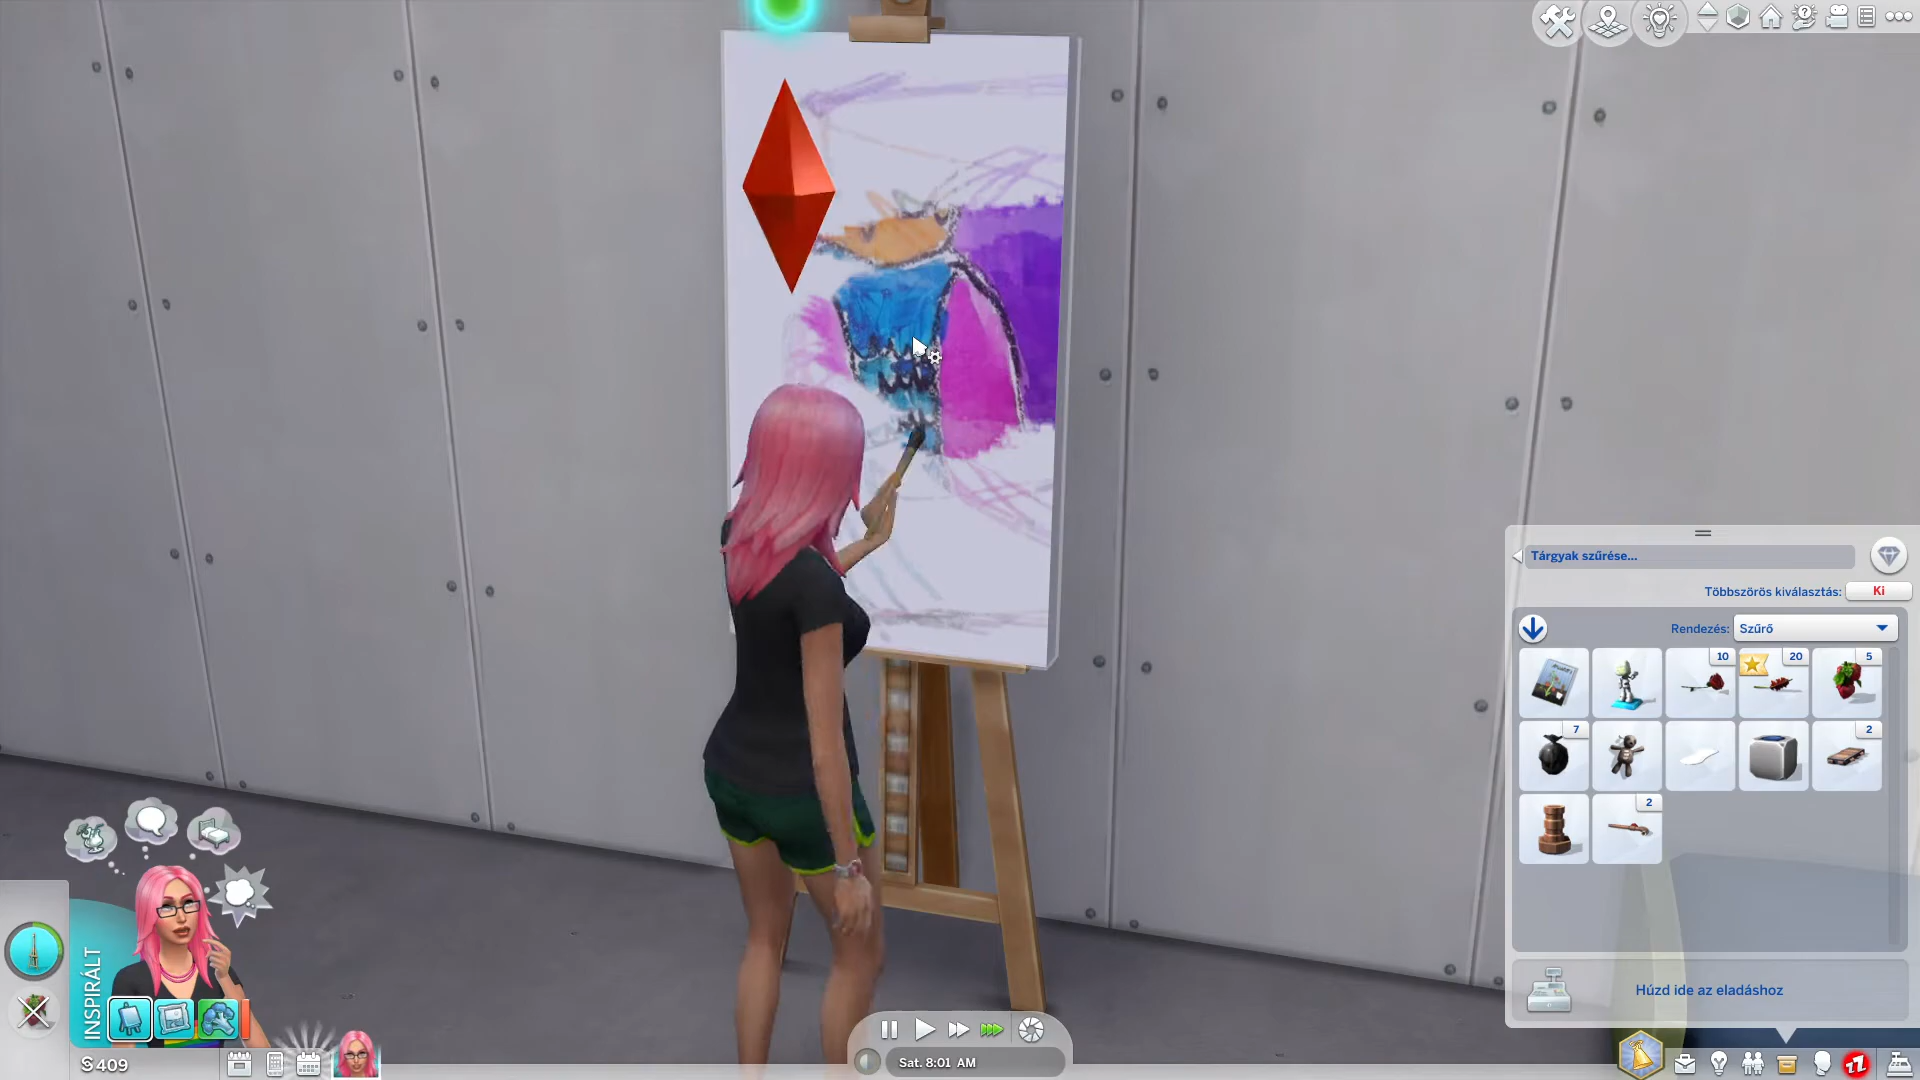 Tárgyak szűrése...
Többszörös kiválasztás: Ki
Rendezés: Szűrő
10
20
5
7
2
2
Húzd ide az eladáshoz
INSPIRÁLT
§409
Sat. 8:01 AM